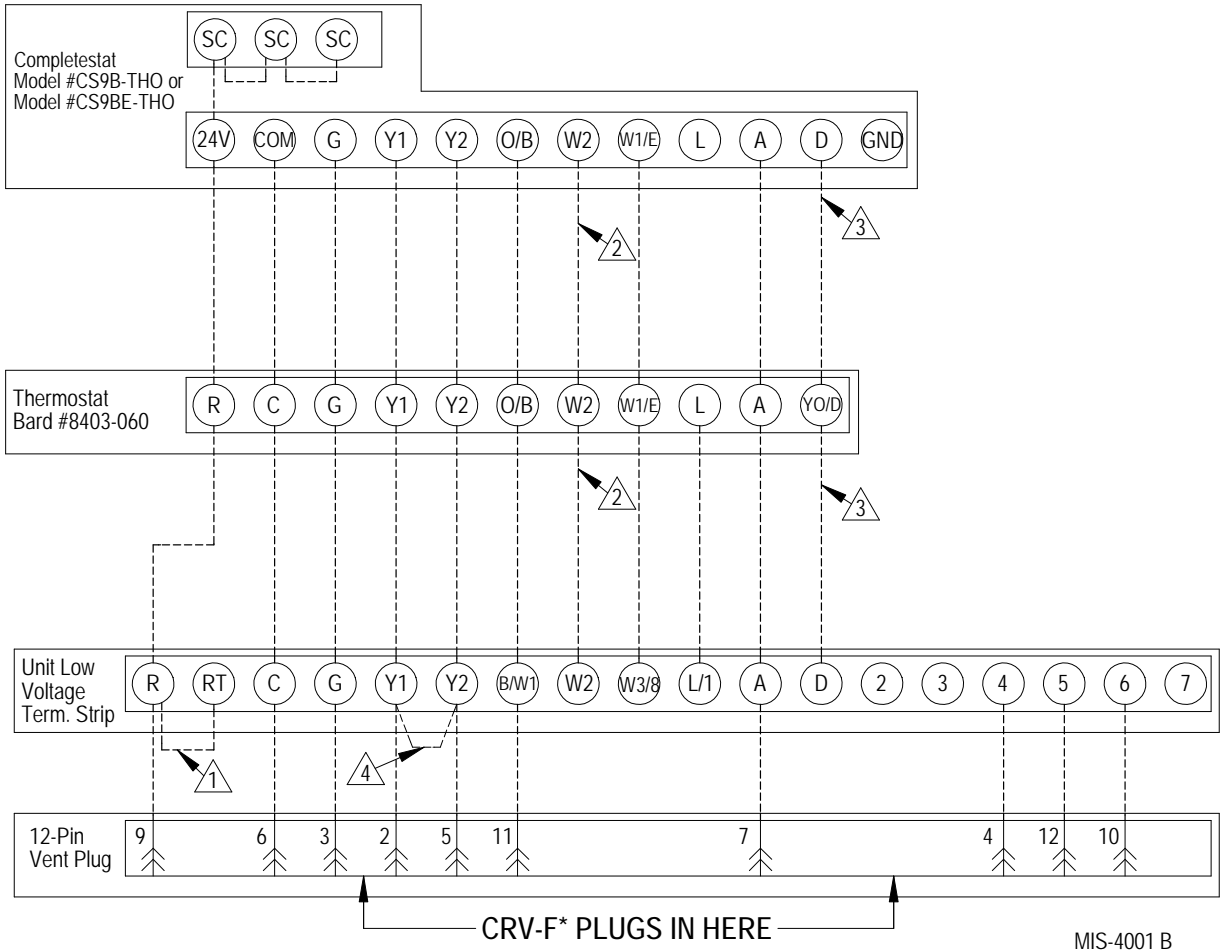 SC SC SC
Completestat
Model #CS9B-THO or
Model #CS9BE-THO
24V COM G Y1 Y2 O/B W2 W1/E L A D GND
2
3
Thermostat
Bard #8403-060
R C G Y1 Y2 O/B W2 W1/E L A YO/D
2
3
Unit Low
Voltage
Term. Strip
R RT C G Y1 Y2 B/W1 W2 W3/8 L/1 A D 2 3 4 5 6 7
1
4
12-Pin
Vent Plug
9 6 3 2 5 11 7 4 12 10
CRV-F* PLUGS IN HERE
MIS-4001 B